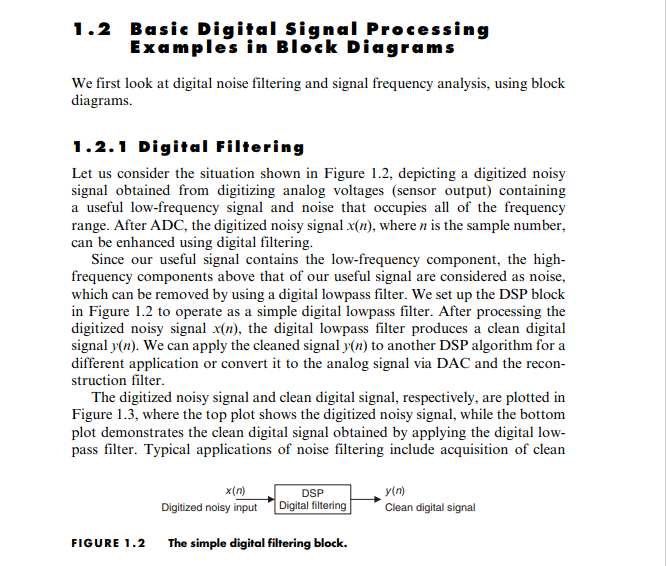 1.2 Basic Digital Signal Processing
Examples in Block Diagrams
We first look at digital noise filtering and signal frequency analysis, using block
diagrams.
1.2.1 Digital Filtering
Let us consider the situation shown in Figure 1.2, depicting a digitized noisy
signal obtained from digitizing analog voltages (sensor output) containing
a useful low-frequency signal and noise that occupies all of the frequency
range. After ADC, the digitized noisy signal x(n), where n is the sample number,
can be enhanced using digital filtering.
Since our useful signal contains the low-frequency component, the high-
frequency components above that of our useful signal are considered as noise,
which can be removed by using a digital lowpass filter. We set up the DSP block
in Figure 1.2 to operate as a simple digital lowpass filter. After processing the
digitized noisy signal x(n), the digital lowpass filter produces a clean digital
signal y(n). We can apply the cleaned signal y(n) to another DSP algorithm for a
different application or convert it to the analog signal via DAC and the recon-
struction filter.
The digitized noisy signal and clean digital signal, respectively, are plotted in
Figure 1.3, where the top plot shows the digitized noisy signal, while the bottom
plot demonstrates the clean digital signal obtained by applying the digital low-
pass filter. Typical applications of noise filtering include acquisition of clean
x(n) DSP y(n)
Digitized noisy input Digital filtering Clean digital signal
FIGURE 1.2 The simple digital filtering block.